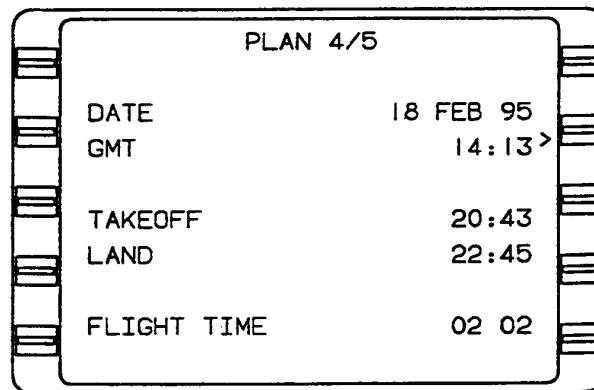 PLAN 4/5
DATE 18 FEB 95
GMT 14:13>
TAKEOFF 20:43
LAND 22:45
FLIGHT TIME 02 02